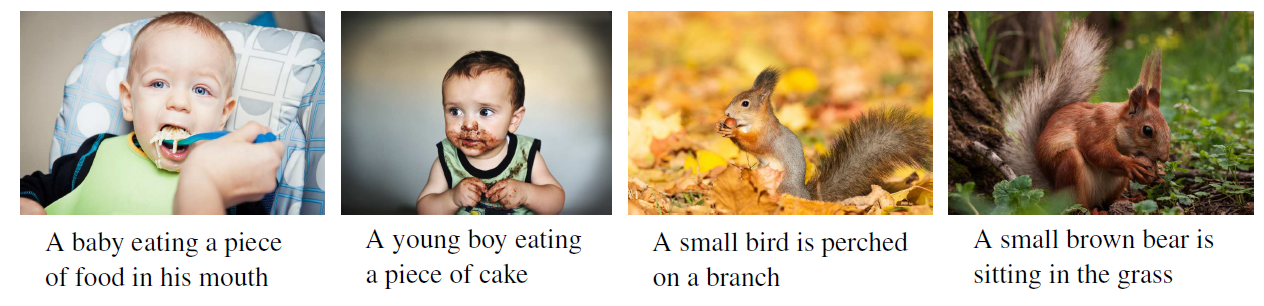 A baby eating a piece
of food in his mouth
A young boy eating
a piece of cake
A small bird is perched
on a branch
A small brown bear is
sitting in the grass